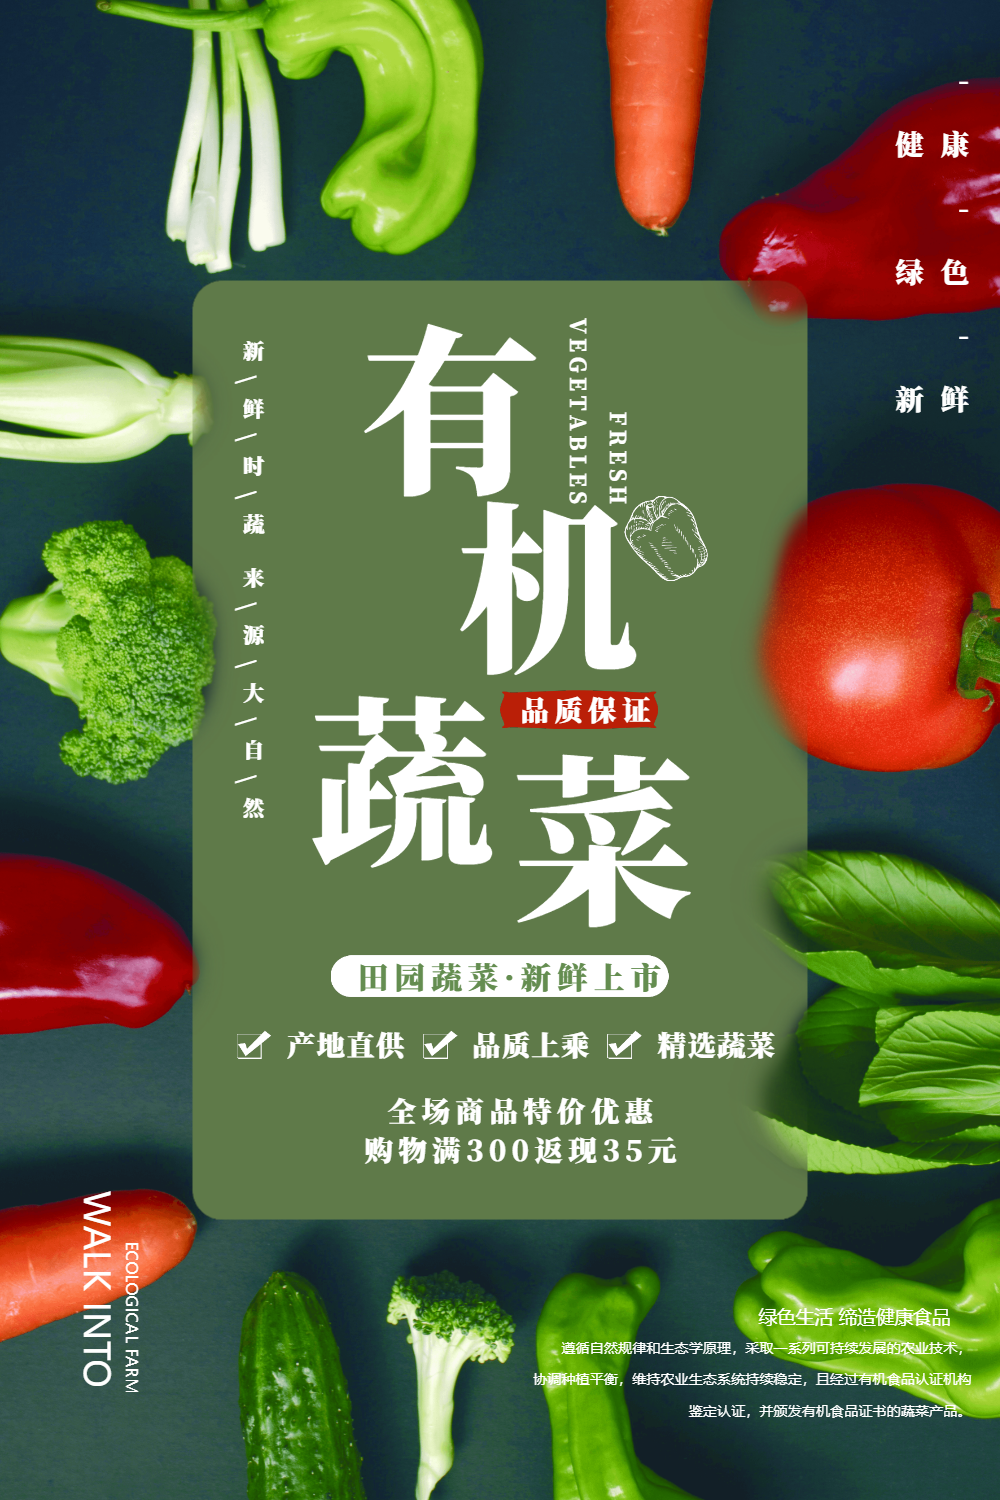 - 健康
- 绿色
- 新鲜
新/鲜/时/蔬 来/源/大/自/然
有机蔬菜
VEGETABLES
FRESH
品质保证
田园蔬菜·新鲜上市
产地直供 品质上乘 精选蔬菜
全场商品特价优惠
购物满300返现35元
WALK INTO
ECOLOGICAL FARM
绿色生活 缔造健康食品
遵循自然规律和生态学原理，采取一系列可持续发展的农业技术，
协调种植平衡，维持农业生态系统持续稳定，且经过有机食品认证机构
鉴定认证，并颁发有机食品证书的蔬菜产品。